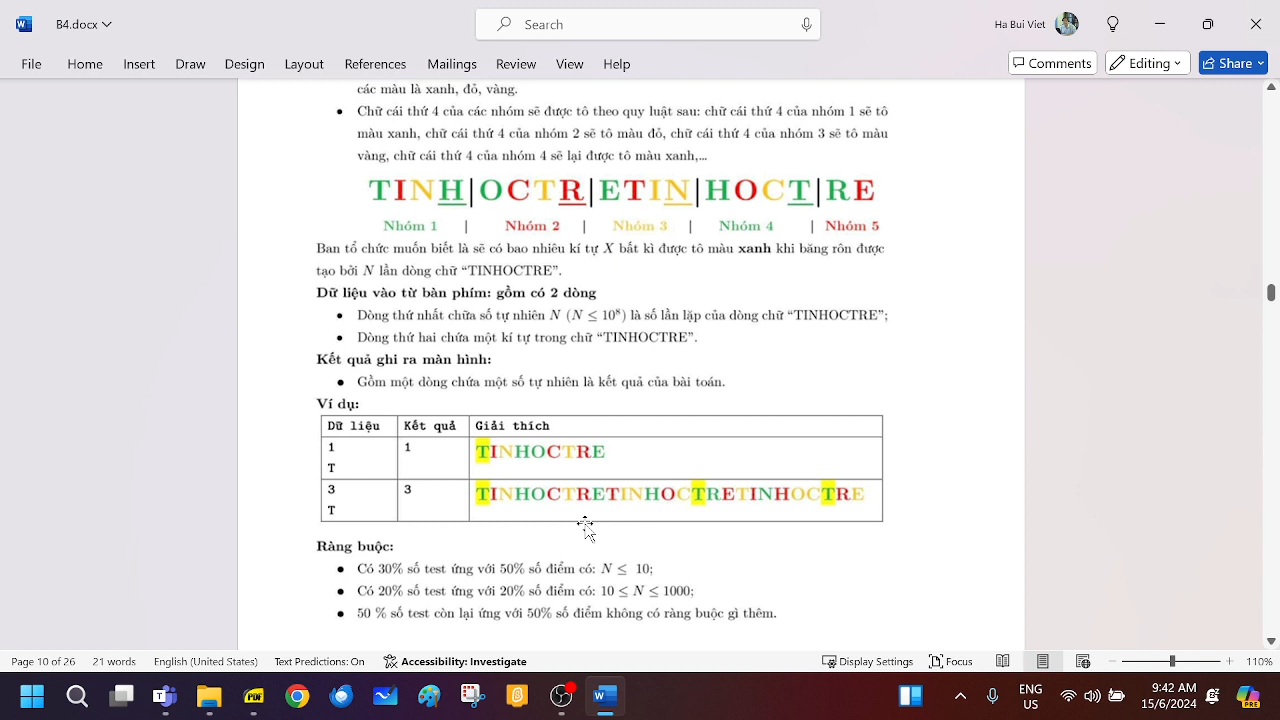 B4.docx
Search
Ha Bui Viet
File Home Insert Draw Design Layout References Mailings Review View Help
Comments Editing Share
các màu là xanh, đỏ, vàng.
• Chữ cái thứ 4 của các nhóm sẽ được tô theo quy luật sau: chữ cái thứ 4 của nhóm 1 sẽ tô
màu xanh, chữ cái thứ 4 của nhóm 2 sẽ tô màu đỏ, chữ cái thứ 4 của nhóm 3 sẽ tô màu
vàng, chữ cái thứ 4 của nhóm 4 sẽ lại được tô màu xanh,...
TINH|OCTR|ETIN|HOCT|RE
Nhóm 1 | Nhóm 2 | Nhóm 3 | Nhóm 4 | Nhóm 5
Ban tổ chức muốn biết là sẽ có bao nhiêu kí tự X bất kì được tô màu xanh khi băng rôn được
tạo bởi N lần dòng chữ “TINHOCTRE”.
Dữ liệu vào từ bàn phím: gồm có 2 dòng
• Dòng thứ nhất chữa số tự nhiên N (N ≤ 10⁸) là số lần lặp của dòng chữ “TINHOCTRE”;
• Dòng thứ hai chứa một kí tự trong chữ “TINHOCTRE”.
Kết quả ghi ra màn hình:
• Gồm một dòng chứa một số tự nhiên là kết quả của bài toán.
Ví dụ:
Dữ liệu Kết quả Giải thích
1 1 TINHOCTRE
T
3 3 TINHOCTRETINHOCTRETINHOCTRE
T
Ràng buộc:
• Có 30% số test ứng với 50% số điểm có: N ≤ 10;
• Có 20% số test ứng với 20% số điểm có: 10 ≤ N ≤ 1000;
• 50 % số test còn lại ứng với 50% số điểm không có ràng buộc gì thêm.
Page 10 of 26 21 words English (United States) Text Predictions: On Accessibility: Investigate Display Settings Focus 110%
ENG
US
9:42 AM
15/6/2024
PRE